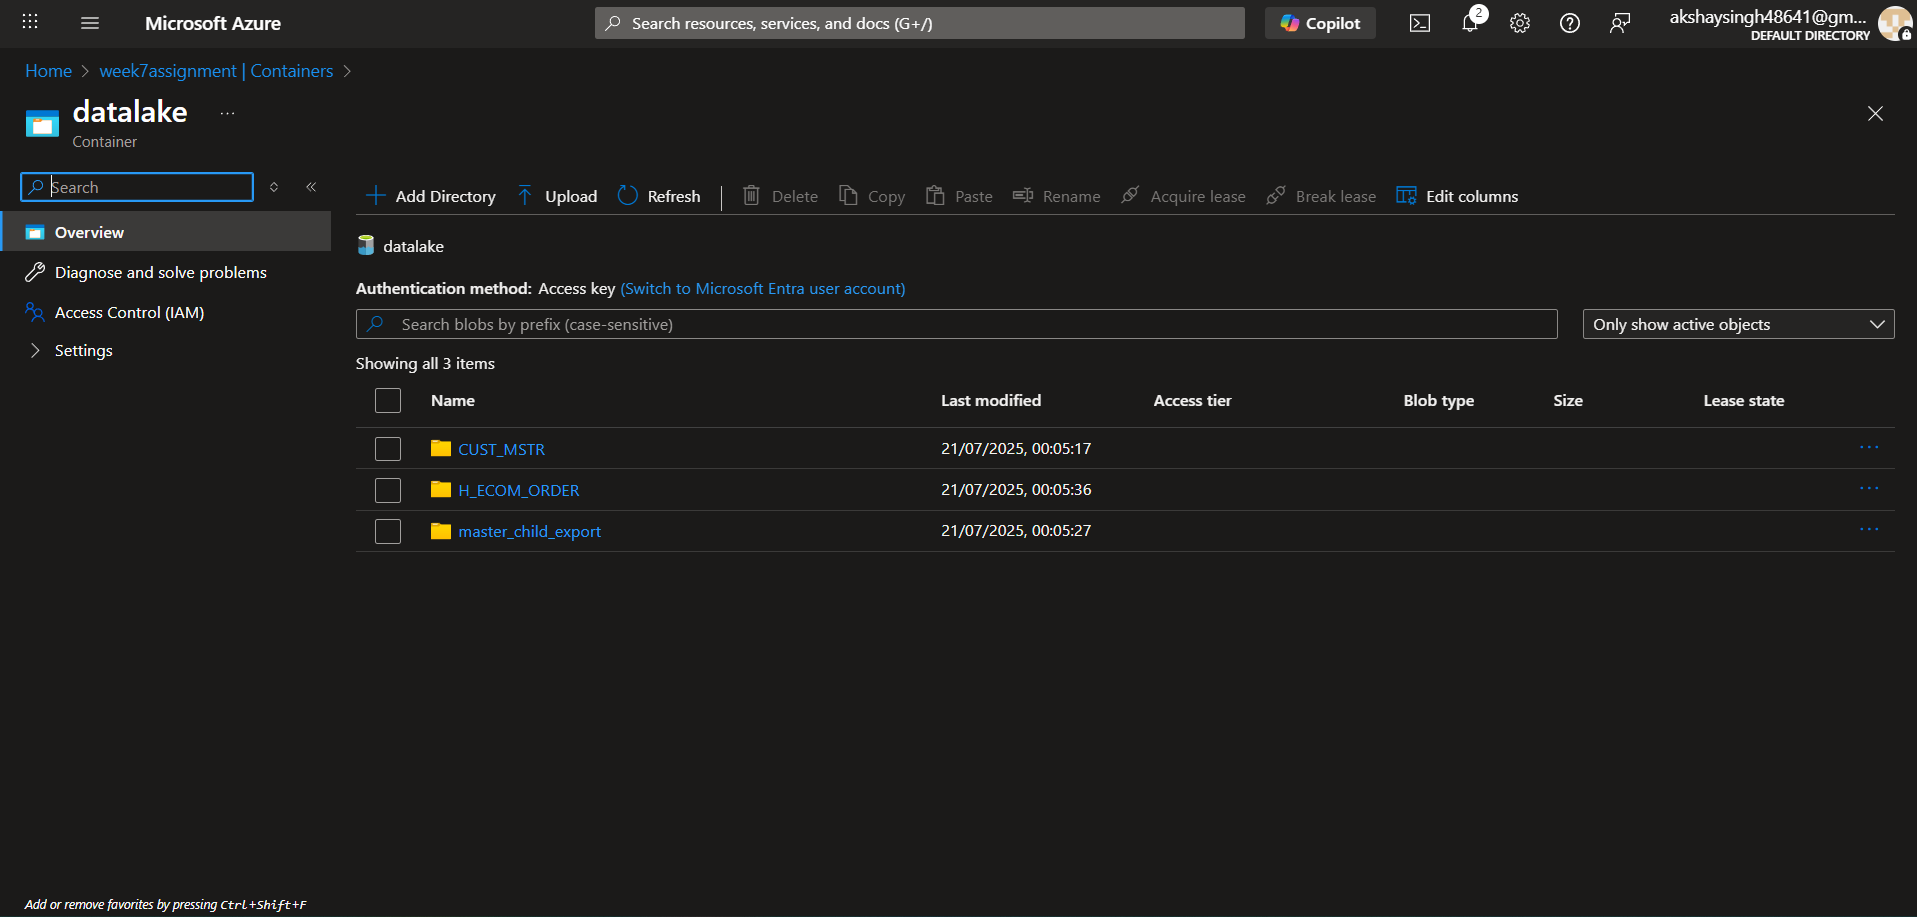 Microsoft Azure
Search resources, services, and docs (G+/)
Copilot
2
akshaysingh48641@gm...
DEFAULT DIRECTORY
Home > week7assignment | Containers >
datalake ...
Container
Search
Add Directory Upload Refresh | Delete Copy Paste Rename Acquire lease Break lease Edit columns
Overview
Diagnose and solve problems
Access Control (IAM)
Settings
datalake
Authentication method: Access key (Switch to Microsoft Entra user account)
Search blobs by prefix (case-sensitive)
Only show active objects
Showing all 3 items
Name Last modified Access tier Blob type Size Lease state
CUST_MSTR 21/07/2025, 00:05:17 ...
H_ECOM_ORDER 21/07/2025, 00:05:36 ...
master_child_export 21/07/2025, 00:05:27 ...
Add or remove favorites by pressing Ctrl+Shift+F